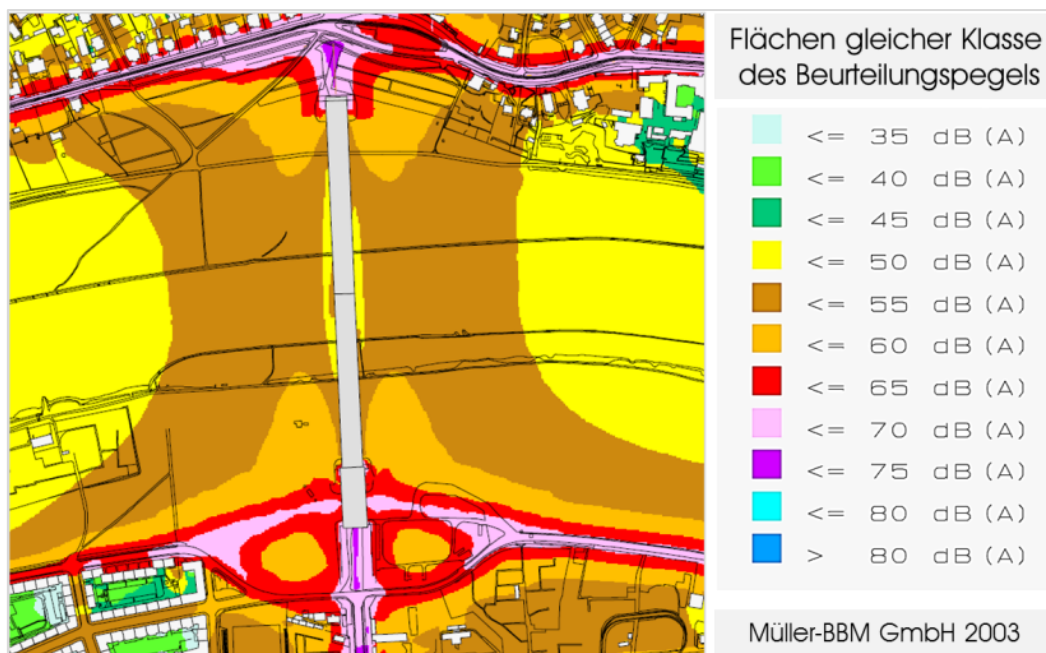 Flächen gleicher Klasse
des Beurteilungspegels
<= 35 dB (A)
<= 40 dB (A)
<= 45 dB (A)
<= 50 dB (A)
<= 55 dB (A)
<= 60 dB (A)
<= 65 dB (A)
<= 70 dB (A)
<= 75 dB (A)
<= 80 dB (A)
> 80 dB (A)
Müller-BBM GmbH 2003